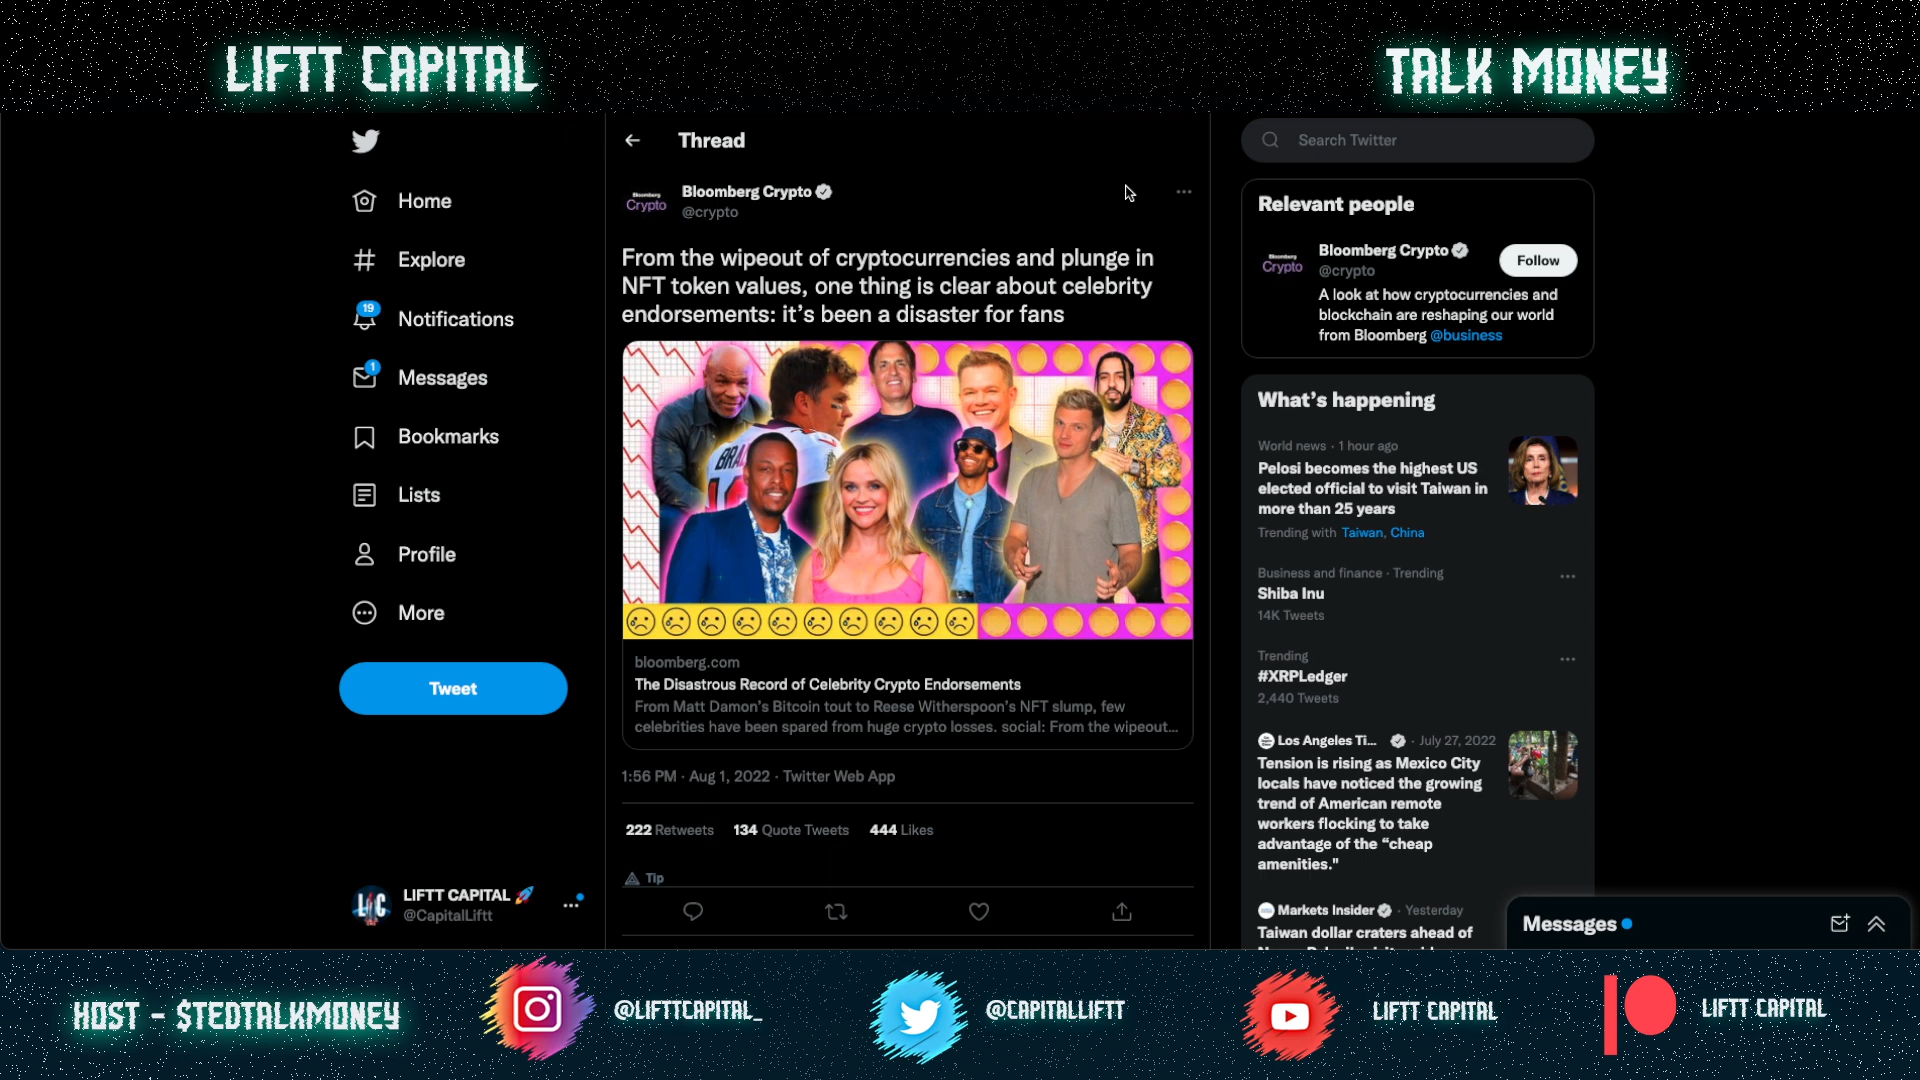 LIFTT CAPITAL
TALK MONEY
Home
Explore
19
Notifications
1
Messages
Bookmarks
Lists
Profile
More
Tweet
LIFTT CAPITAL 🚀
@CapitalLiftt
Thread
Bloomberg
Crypto
Bloomberg Crypto
@crypto
From the wipeout of cryptocurrencies and plunge in
NFT token values, one thing is clear about celebrity
endorsements: it’s been a disaster for fans
bloomberg.com
The Disastrous Record of Celebrity Crypto Endorsements
From Matt Damon’s Bitcoin tout to Reese Witherspoon’s NFT slump, few
celebrities have been spared from huge crypto losses. social: From the wipeout...
1:56 PM · Aug 1, 2022 · Twitter Web App
222 Retweets 134 Quote Tweets 444 Likes
Tip
Search Twitter
Relevant people
Bloomberg
Crypto
Bloomberg Crypto
@crypto
Follow
A look at how cryptocurrencies and
blockchain are reshaping our world
from Bloomberg @business
What’s happening
World news · 1 hour ago
Pelosi becomes the highest US
elected official to visit Taiwan in
more than 25 years
Trending with Taiwan, China
Business and finance · Trending
Shiba Inu
14K Tweets
Trending
#XRPLedger
2,440 Tweets
Los Angeles Ti... · July 27, 2022
Tension is rising as Mexico City
locals have noticed the growing
trend of American remote
workers flocking to take
advantage of the “cheap
amenities."
Markets Insider · Yesterday
Taiwan dollar craters ahead of
Messages
HOST - $TEDTALKMONEY
@LIFTTCAPITAL_
@CAPITALLIFTT
LIFTT CAPITAL
LIFTT CAPITAL